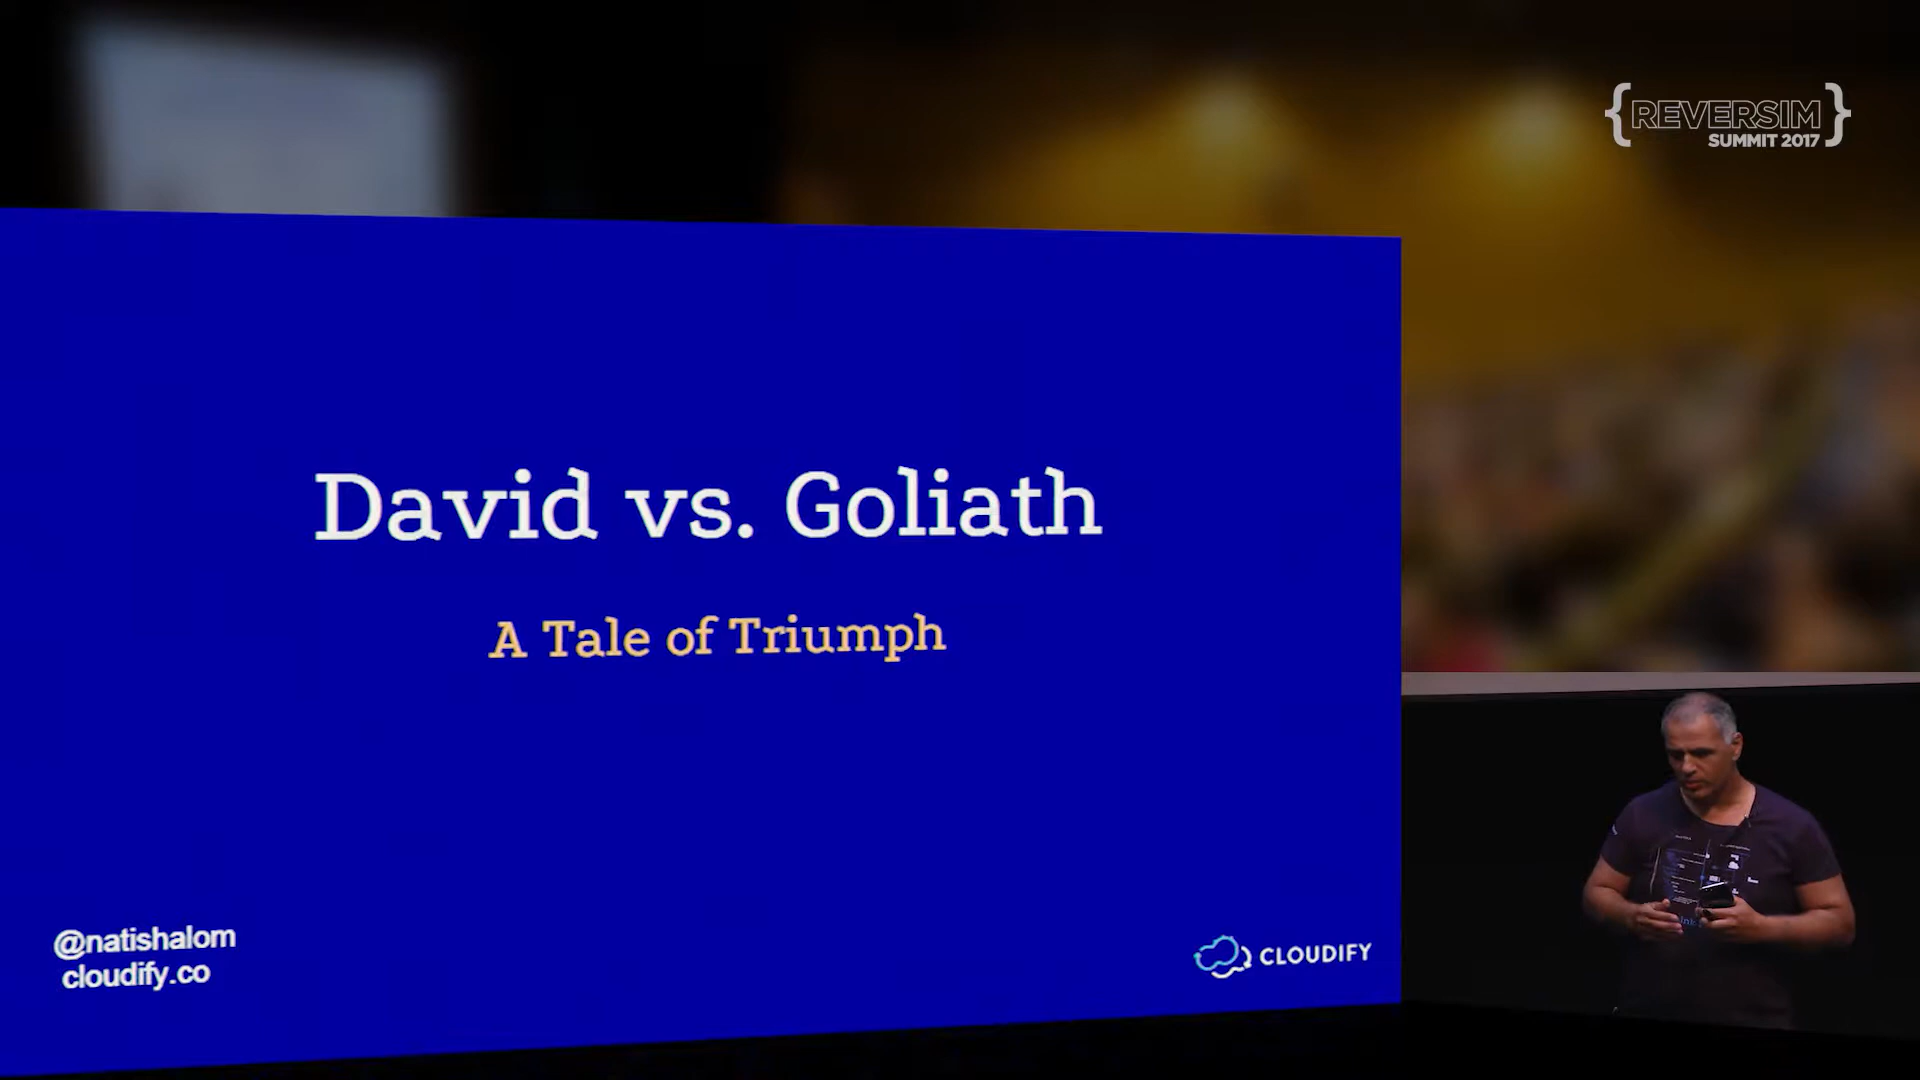 {REVERSIM}
SUMMIT 2017
David vs. Goliath
A Tale of Triumph
@natishalom
cloudify.co
CLOUDIFY